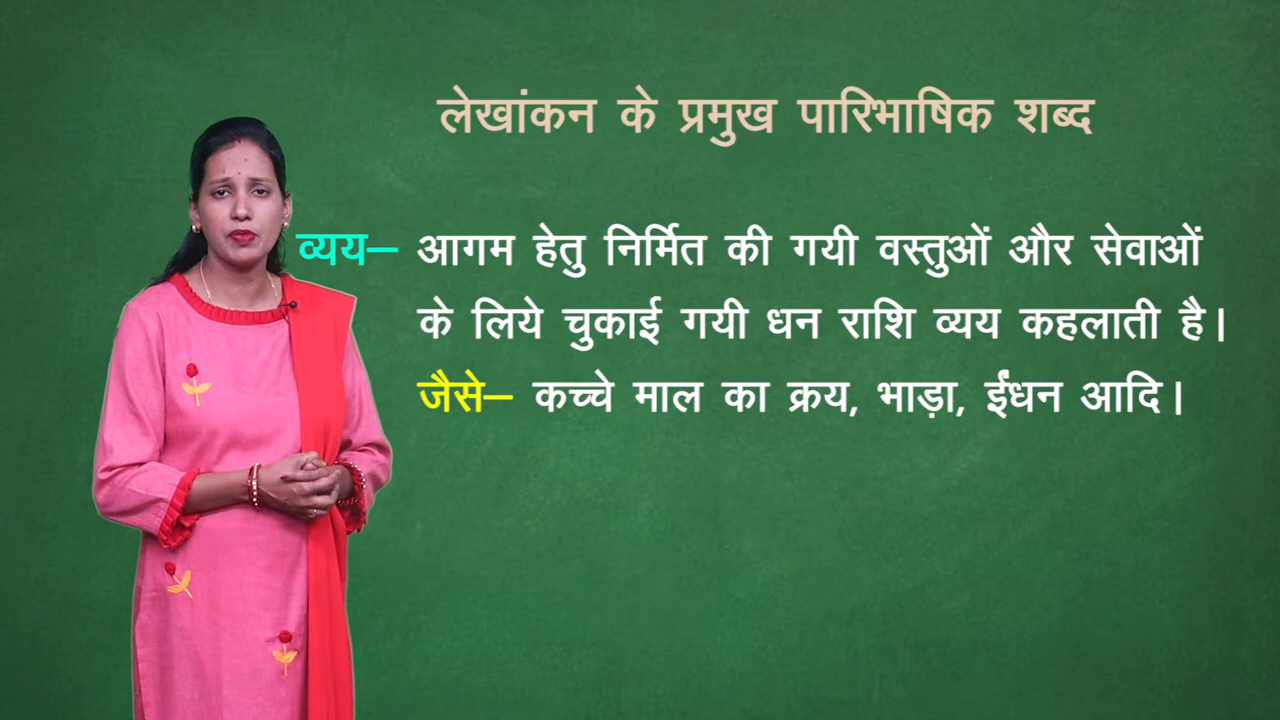 लेखांकन के प्रमुख पारिभाषिक शब्द
व्यय– आगम हेतु निर्मित की गयी वस्तुओं और सेवाओं
के लिये चुकाई गयी धन राशि व्यय कहलाती है।
जैसे– कच्चे माल का क्रय, भाड़ा, ईंधन आदि।